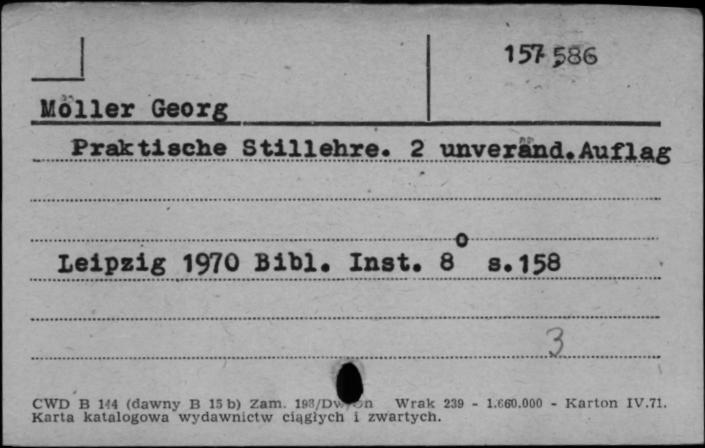 157 586
Möller Georg
Praktische Stillehre. 2 unveränd. Auflag
Leipzig 1970 Bibl. Inst. 8° s.158
3
CWD B 144 (dawny B 15 b) Zam. Wrak 239 - 1.660.000 - Karton IV.71.
Karta katalogowa wydawnictw ciągłych i zwartych.